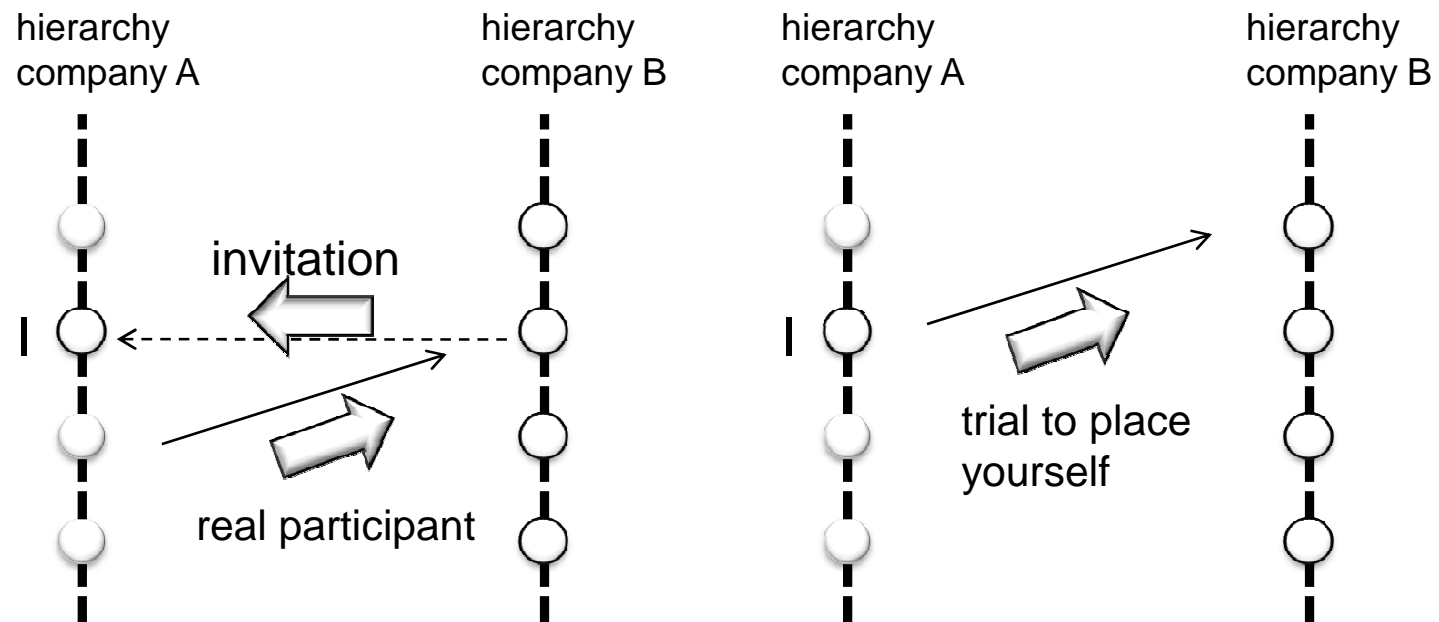 hierarchy
company A
hierarchy
company B
invitation
I
real participant
hierarchy
company A
hierarchy
company B
I
trial to place
yourself